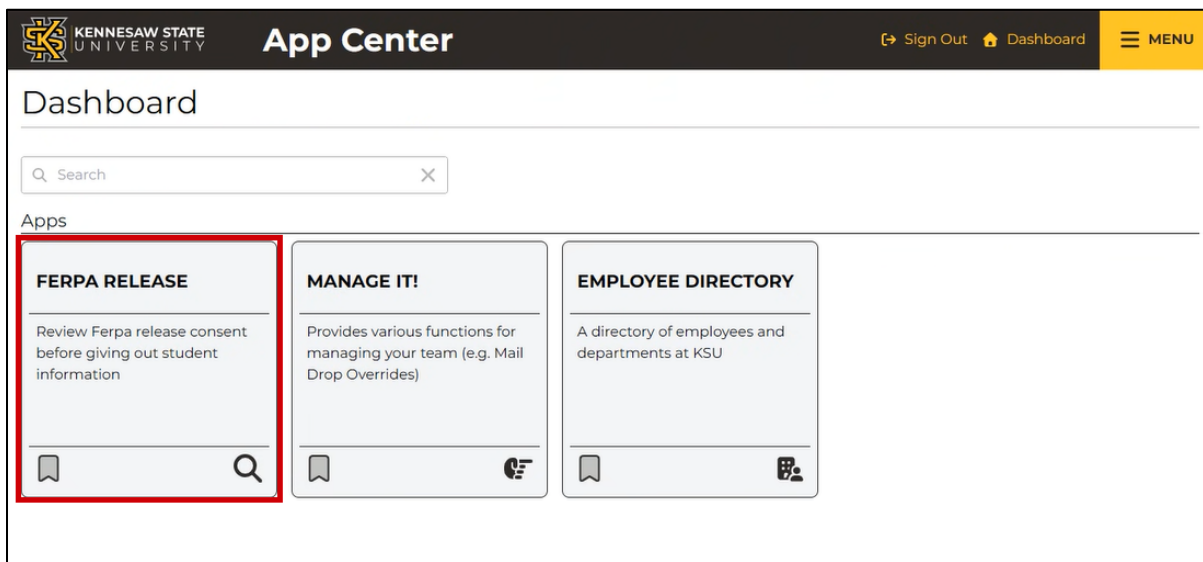 KENNESAW STATE
UNIVERSITY
App Center
Sign Out
Dashboard
MENU
Dashboard
Search
Apps
FERPA RELEASE
Review Ferpa release consent
before giving out student
information
MANAGE IT!
Provides various functions for
managing your team (e.g. Mail
Drop Overrides)
EMPLOYEE DIRECTORY
A directory of employees and
departments at KSU